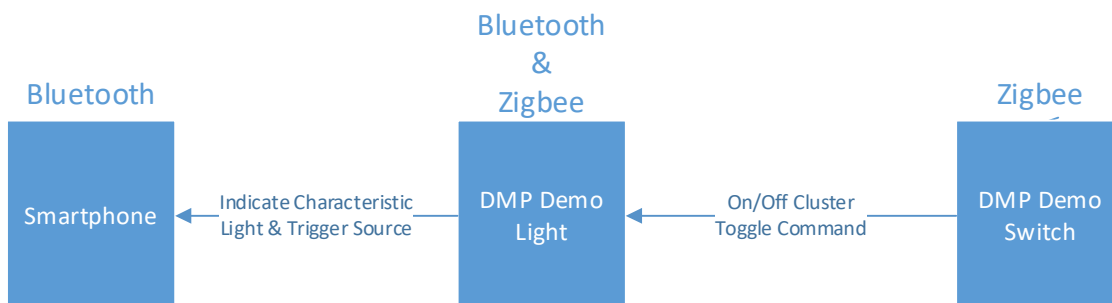 Bluetooth
Smartphone
Indicate Characteristic
Light & Trigger Source
Bluetooth
&
Zigbee
DMP Demo
Light
On/Off Cluster
Toggle Command
Zigbee
DMP Demo
Switch